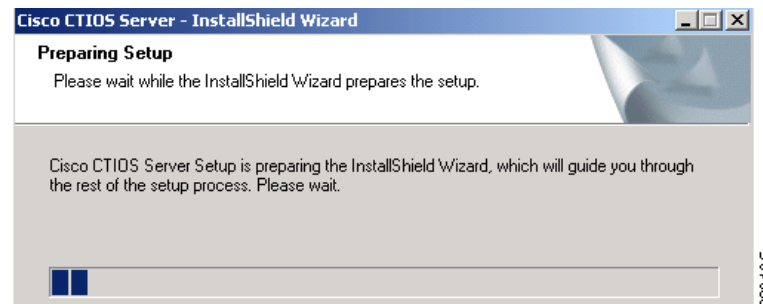 Cisco CTIOS Server - InstallShield Wizard
Preparing Setup
Please wait while the InstallShield Wizard prepares the setup.
Cisco CTIOS Server Setup is preparing the InstallShield Wizard, which will guide you through
the rest of the setup process. Please wait.